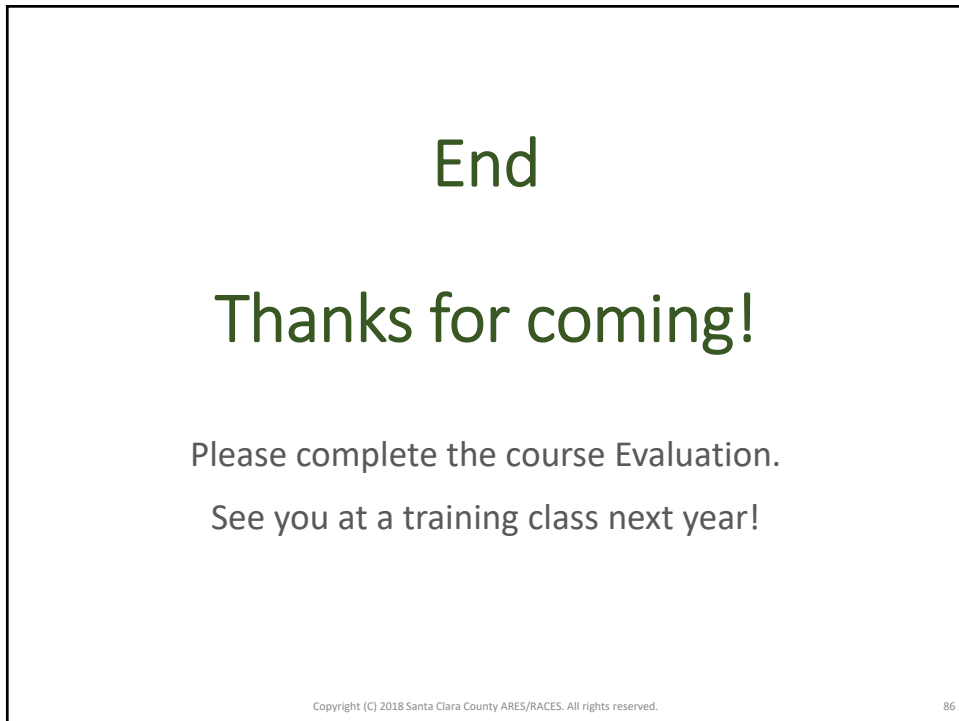 End
Thanks for coming!
Please complete the course Evaluation.
See you at a training class next year!
Copyright (C) 2018 Santa Clara County ARES/RACES. All rights reserved.
86